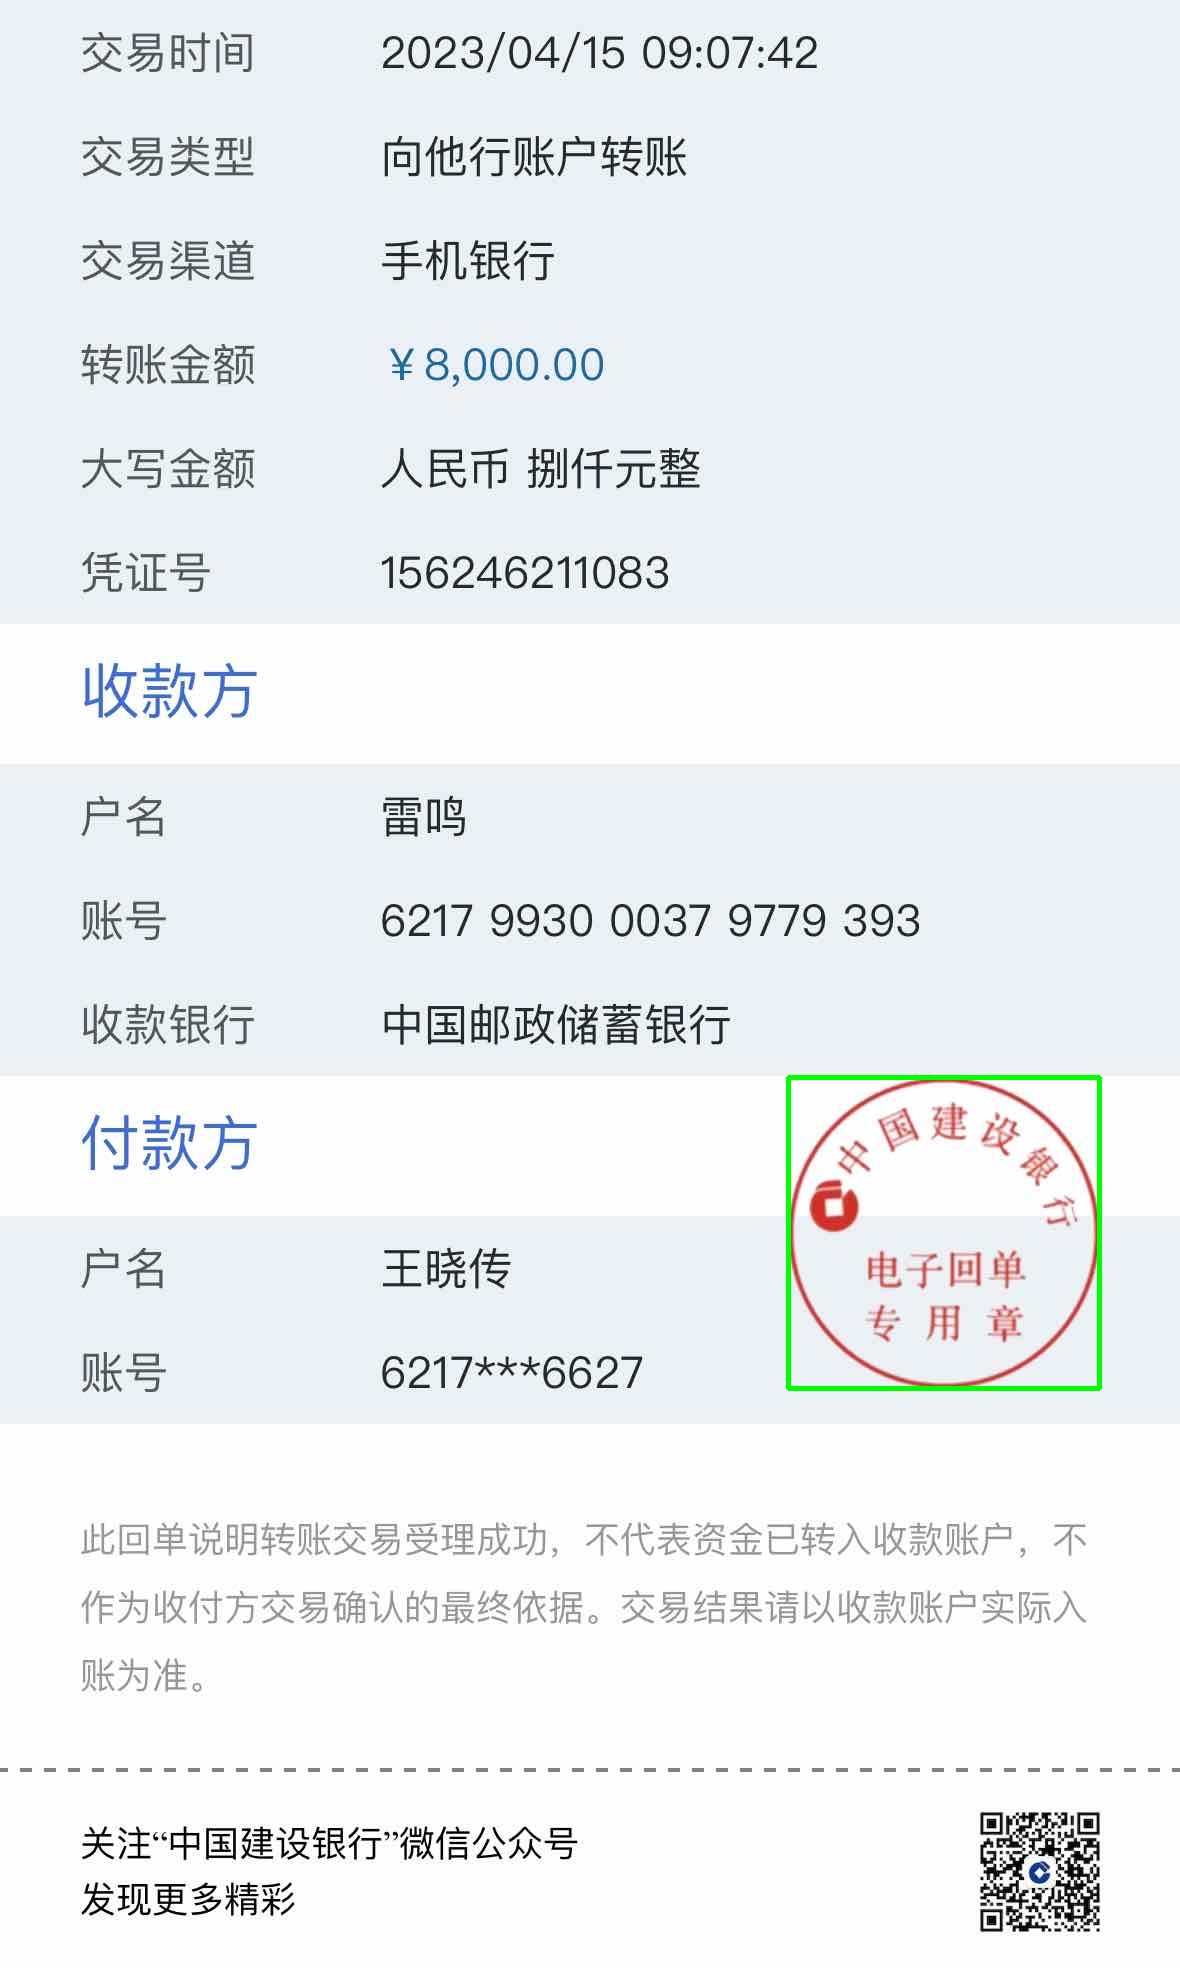 交易时间 2023/04/15 09:07:42
交易类型 向他行账户转账
交易渠道 手机银行
转账金额 ￥8,000.00
大写金额 人民币 捌仟元整
凭证号 156246211083
收款方
户名 雷鸣
账号 6217 9930 0037 9779 393
收款银行 中国邮政储蓄银行
付款方
中国建设银行
电子回单
专用章
户名 王晓传
账号 6217***6627
此回单说明转账交易受理成功，不代表资金已转入收款账户，不
作为收付方交易确认的最终依据。交易结果请以收款账户实际入
账为准。
关注“中国建设银行”微信公众号
发现更多精彩